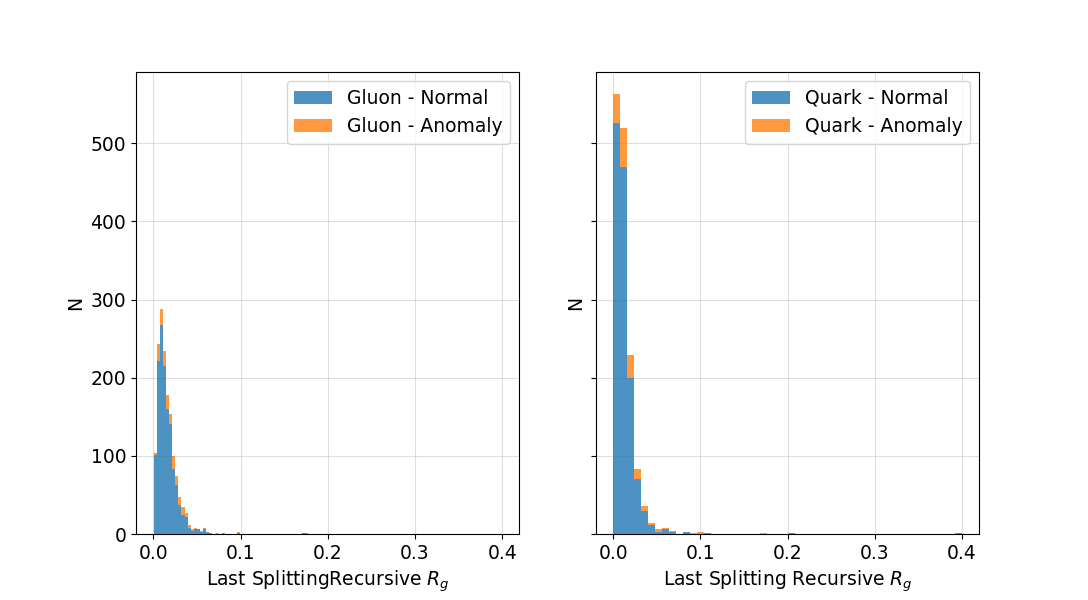 Gluon - Normal
Gluon - Anomaly
N
500
400
300
200
100
0
0.0 0.1 0.2 0.3 0.4
Last SplittingRecursive R_g
Quark - Normal
Quark - Anomaly
N
0.0 0.1 0.2 0.3 0.4
Last Splitting Recursive R_g